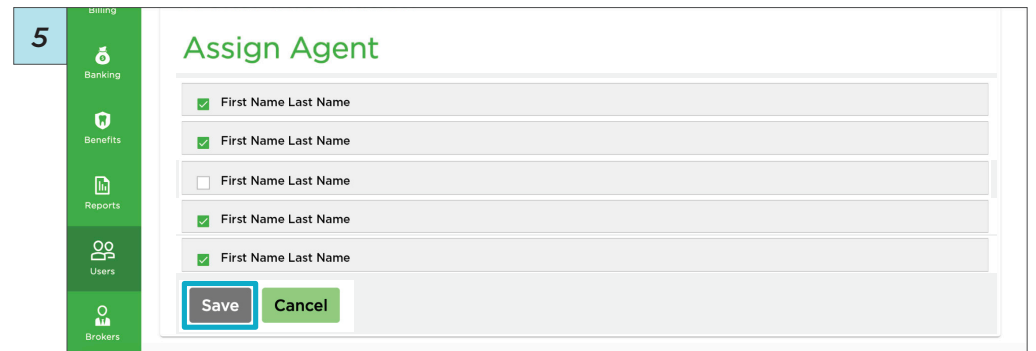 5
Billing
Banking
Benefits
Reports
Users
Brokers
Assign Agent
First Name Last Name
First Name Last Name
First Name Last Name
First Name Last Name
First Name Last Name
Save Cancel